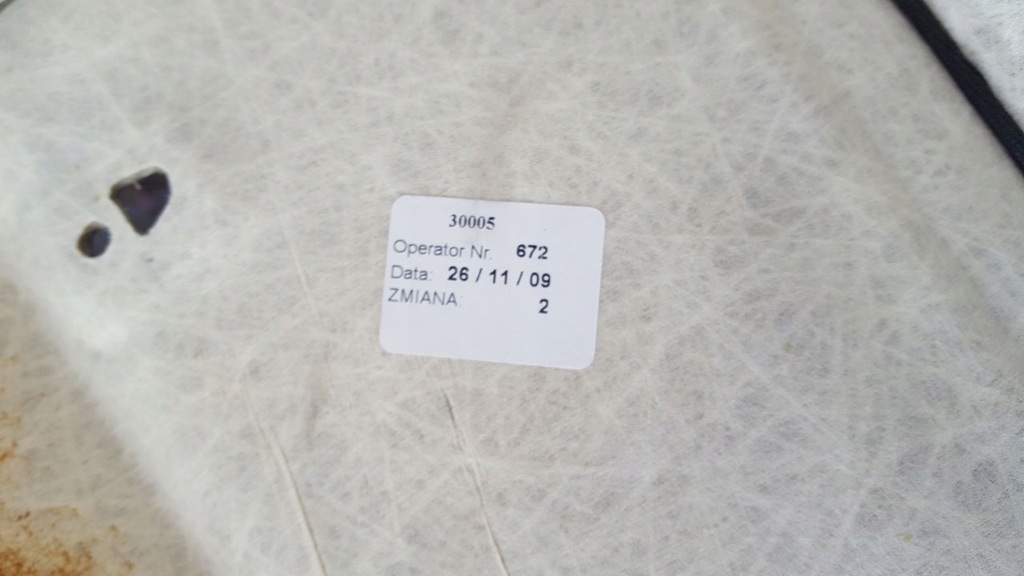 30005
Operator Nr. 672
Data: 26 / 11 / 09
ZMIANA: 2